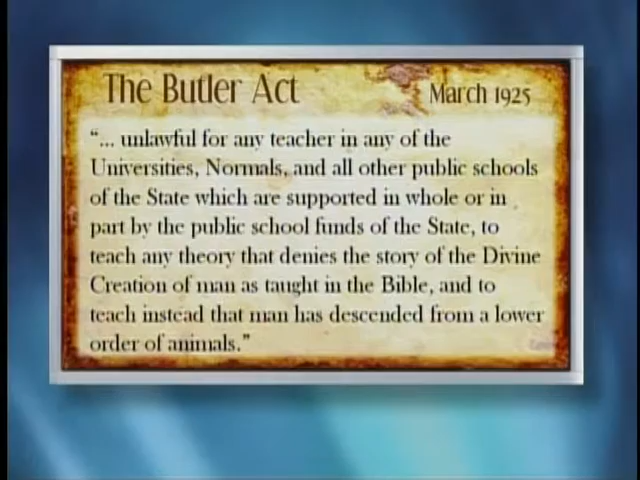 The Butler Act March 1925
"... unlawful for any teacher in any of the
Universities, Normals, and all other public schools
of the State which are supported in whole or in
part by the public school funds of the State, to
teach any theory that denies the story of the Divine
Creation of man as taught in the Bible, and to
teach instead that man has descended from a lower
order of animals."